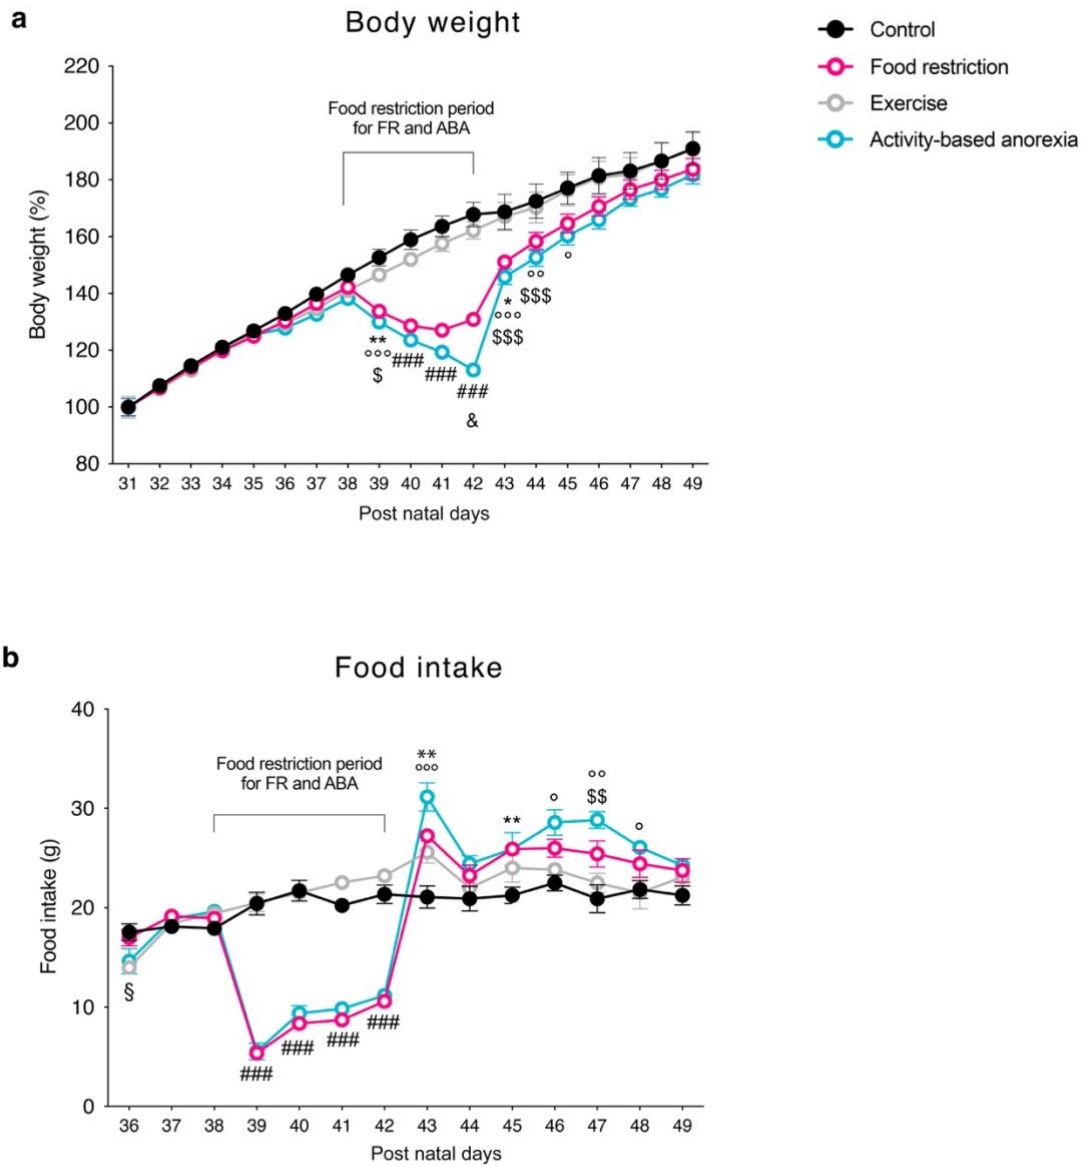 a
Body weight
Control
Food restriction
Exercise
Activity-based anorexia
Food restriction period
for FR and ABA
Body weight (%)
220
200
180
160
140
120
100
80
**
°°°
$
###
###
###
&
*
°°°
$$$
°°
$$$
°
31 32 33 34 35 36 37 38 39 40 41 42 43 44 45 46 47 48 49
Post natal days
b
Food intake
Food restriction period
for FR and ABA
Food intake (g)
40
30
20
10
0
§
###
###
###
###
**
°°°
**
°
°°
$$
°
36 37 38 39 40 41 42 43 44 45 46 47 48 49
Post natal days